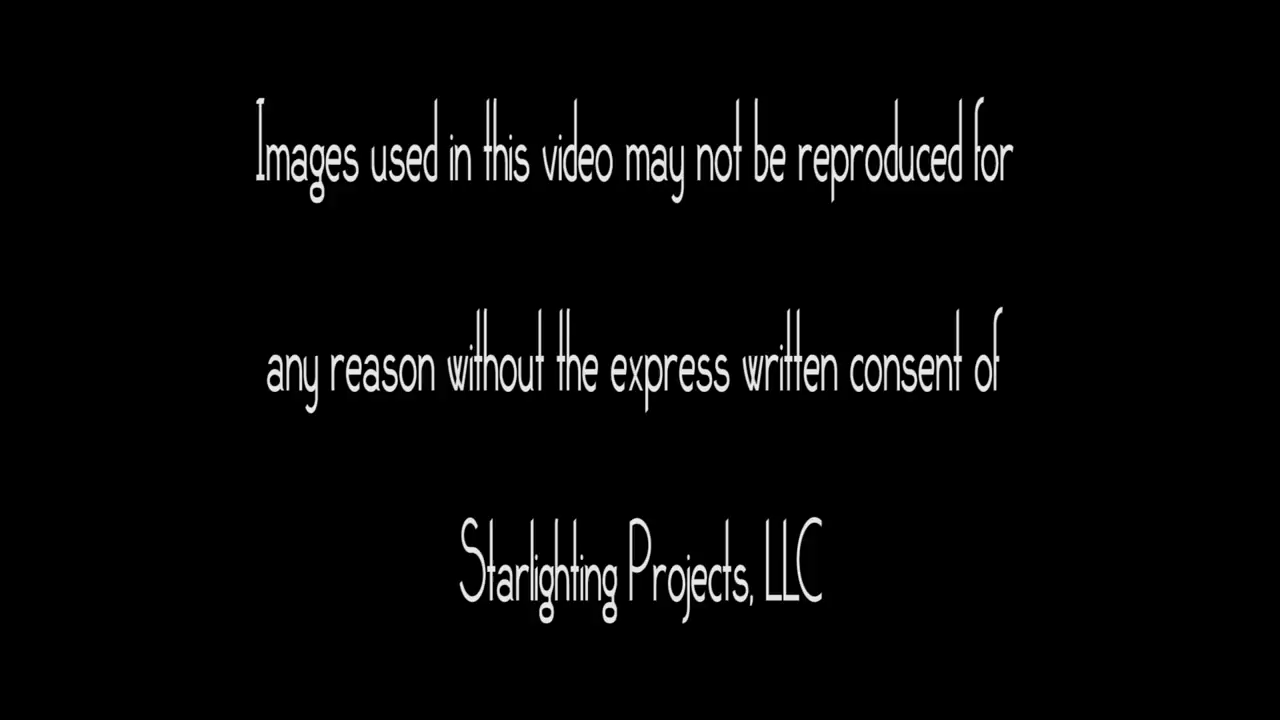 Images used in this video may not be reproduced for
any reason without the express written consent of
Starlighting Projects, LLC